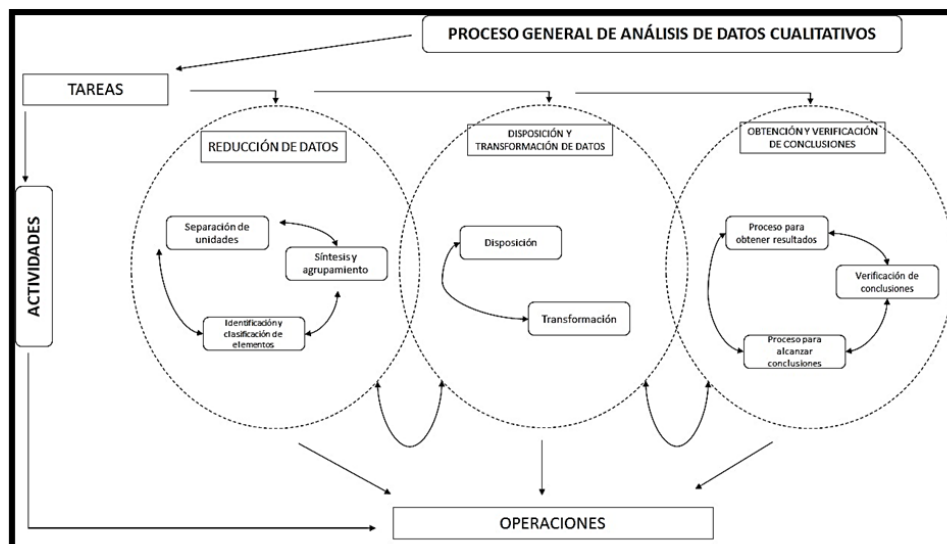 PROCESO GENERAL DE ANÁLISIS DE DATOS CUALITATIVOS
TAREAS
REDUCCIÓN DE DATOS
DISPOSICIÓN Y
TRANSFORMACIÓN DE DATOS
OBTENCIÓN Y VERIFICACIÓN
DE CONCLUSIONES
ACTIVIDADES
Separación de
unidades
Síntesis y
agrupamiento
Identificación y
clasificación de
ellementos
Disposición
Transformación
Proceso para
obtener resultados
Verificación de
conclusiones
Proceso para
alcanzar
conclusiones
OPERACIONES